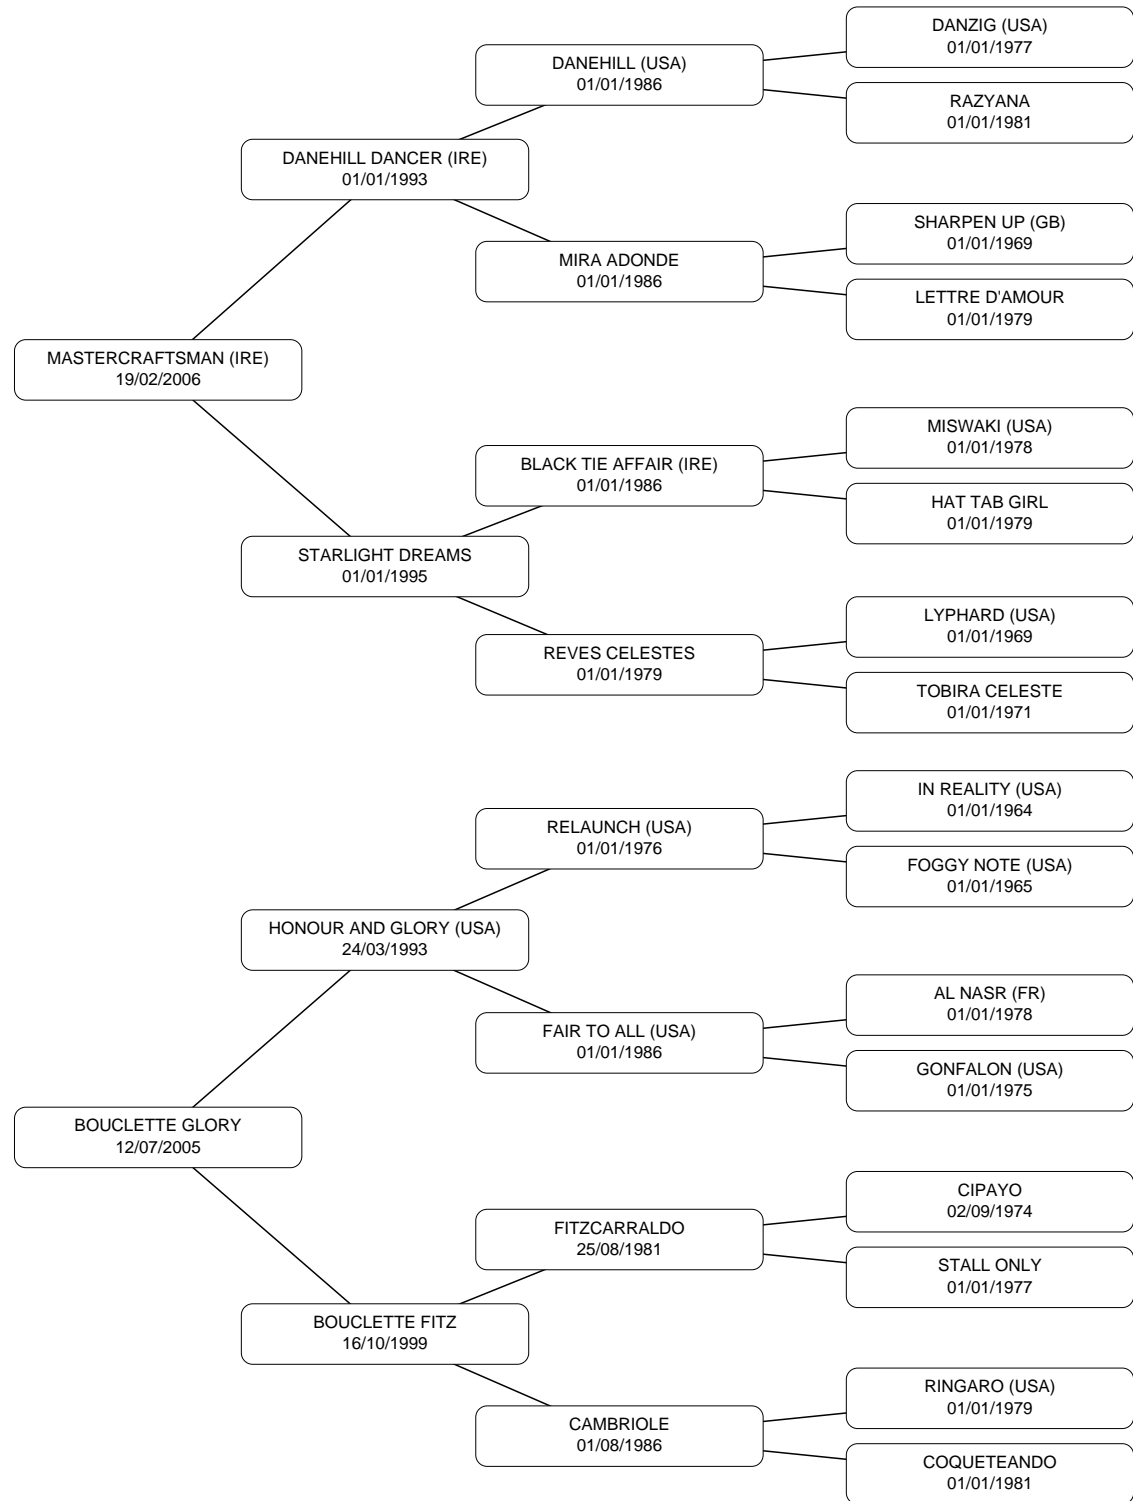 DANZIG (USA)
01/01/1977
DANEHILL (USA)
01/01/1986
RAZYANA
01/01/1981
DANEHILL DANCER (IRE)
01/01/1993
SHARPEN UP (GB)
01/01/1969
MIRA ADONDE
01/01/1986
LETTRE D'AMOUR
01/01/1979
MASTERCRAFTSMAN (IRE)
19/02/2006
MISWAKI (USA)
01/01/1978
BLACK TIE AFFAIR (IRE)
01/01/1986
HAT TAB GIRL
01/01/1979
STARLIGHT DREAMS
01/01/1995
LYPHARD (USA)
01/01/1969
REVES CELESTES
01/01/1979
TOBIRA CELESTE
01/01/1971
IN REALITY (USA)
01/01/1964
RELAUNCH (USA)
01/01/1976
FOGGY NOTE (USA)
01/01/1965
HONOUR AND GLORY (USA)
24/03/1993
AL NASR (FR)
01/01/1978
FAIR TO ALL (USA)
01/01/1986
GONFALON (USA)
01/01/1975
BOUCLETTE GLORY
12/07/2005
CIPAYO
02/09/1974
FITZCARRALDO
25/08/1981
STALL ONLY
01/01/1977
BOUCLETTE FITZ
16/10/1999
RINGARO (USA)
01/01/1979
CAMBRIOLE
01/08/1986
COQUETEANDO
01/01/1981